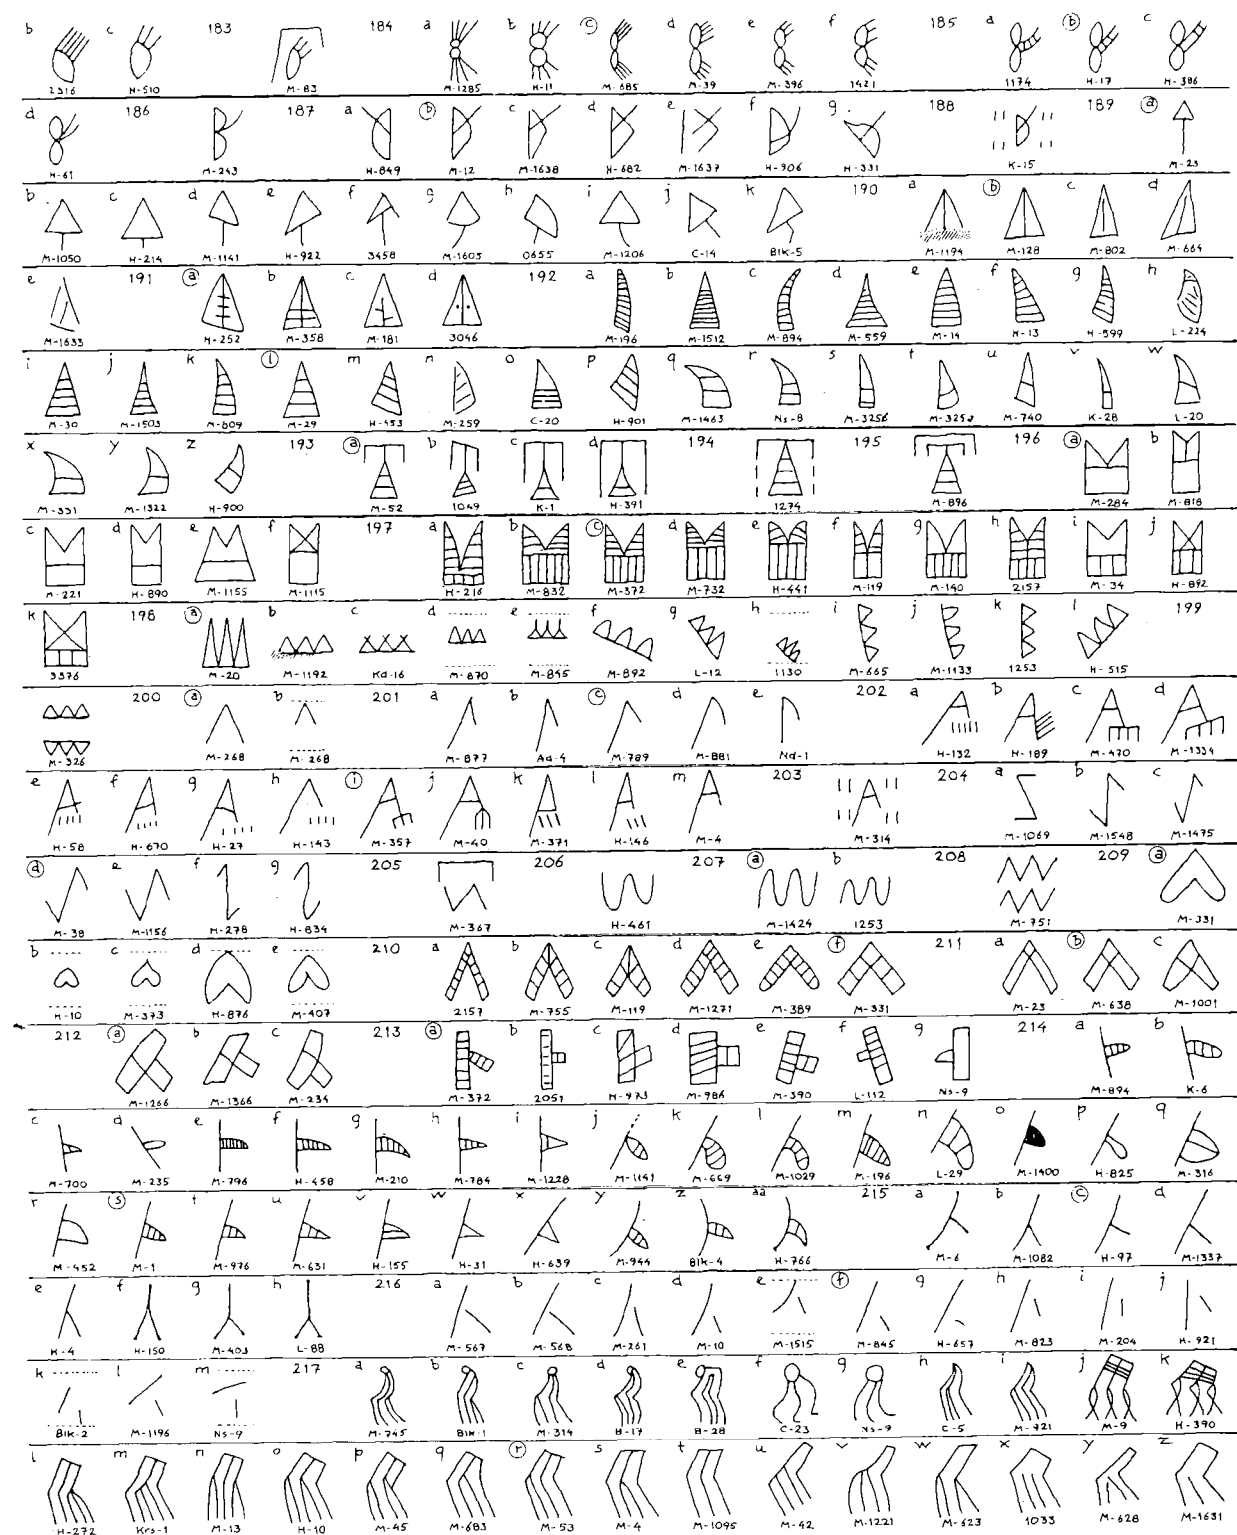 b c 183 184 a b ⓒ d e f 185 a ⓑ c
2316 H-510 M-83 M-1285 H-11 M-685 M-39 M-396 1421 1174 H-17 H-386
d 186 187 a ⓑ c d e f g 188 189 ⓐ
H-61 M-243 H-849 M-12 M-1638 H-682 M-1637 H-906 H-331 K-15 M-23
b c d e f g h i j k 190 a ⓑ c d
M-1050 H-214 M-1141 H-922 3458 M-1605 0655 M-1206 C-14 Blk-5 M-1194 M-128 M-802 M-664
e 191 ⓐ b c d 192 a b c d e f g h
M-1633 H-252 M-358 M-181 3046 M-196 M-1512 M-894 M-559 M-14 H-13 H-599 L-224
i j k ⓛ m n o p q r s t u v w
M-30 M-1503 M-809 M-29 H-453 M-259 C-20 H-901 M-1463 Ns-8 M-325b M-325a M-740 K-28 L-20
x y z 193 ⓐ b c d 194 195 196 ⓐ b
M-331 M-1322 H-900 M-52 1049 K-1 H-391 1274 M-896 M-284 M-818
c d e f 197 a b ⓒ d e f g h i j
M-221 H-890 M-1155 M-1115 H-216 M-832 M-372 M-732 H-441 M-119 M-140 2157 M-34 H-892
k 198 ⓐ b c d e f g h i j k l 199
3376 M-20 M-1192 Kd-16 M-870 M-845 M-892 L-12 1130 M-665 M-1133 1253 H-515
200 ⓐ b 201 a b ⓒ d e 202 a b c d
M-326 M-268 M-268 M-877 Ad-4 M-789 M-881 Nd-1 H-132 H-189 M-470 M-1334
e f g h ⓘ j k l m 203 204 a b c
H-58 H-670 H-27 H-143 M-357 M-40 M-371 H-146 M-4 M-314 M-1069 M-1548 M-1475
ⓓ e f g 205 206 207 ⓐ b 208 209 ⓐ
M-38 M-1156 H-278 H-834 M-367 H-461 M-1424 1253 M-751 M-331
b c d e 210 a b c d e ⓕ 211 a ⓑ c
H-10 M-373 H-876 M-407 2157 M-755 M-119 M-1271 M-389 M-331 M-23 M-638 M-1001
212 ⓐ b c 213 ⓐ b c d e f g 214 a b
M-1266 M-1366 M-234 M-372 2051 H-973 M-986 M-390 L-112 Ns-9 M-894 K-6
c d e f g h i j k l m n o p q
M-700 M-235 M-796 H-458 M-210 M-784 M-1228 M-1141 M-669 M-1029 M-196 L-29 M-1400 H-825 M-316
r ⓢ t u v w x y z aa 215 a b ⓒ d
M-452 M-1 M-976 M-631 H-155 H-31 H-639 M-944 Blk-4 H-766 M-6 M-1082 H-97 M-1337
e f g h 216 a b c d e ⓕ g h i j
K-4 H-150 M-403 L-88 M-567 M-568 M-261 M-10 M-1515 M-845 H-657 M-823 M-204 H-921
k l m 217 a b c d e f g h i j k
Blk-2 M-1196 Ns-9 M-745 Blk-1 M-314 B-17 B-28 C-23 Ns-9 C-5 M-721 M-9 H-390
l m n o p q ⓡ s t u v w x y z
H-272 Krs-1 M-13 H-10 M-45 M-683 M-53 M-4 M-1095 M-42 M-1221 M-623 1033 M-628 M-1631